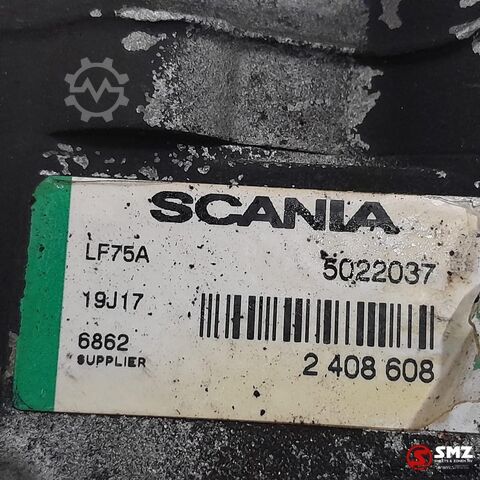 SCANIA
LF75A 5022037
19J17
6862
SUPPLIER 2 408 608
SMZ